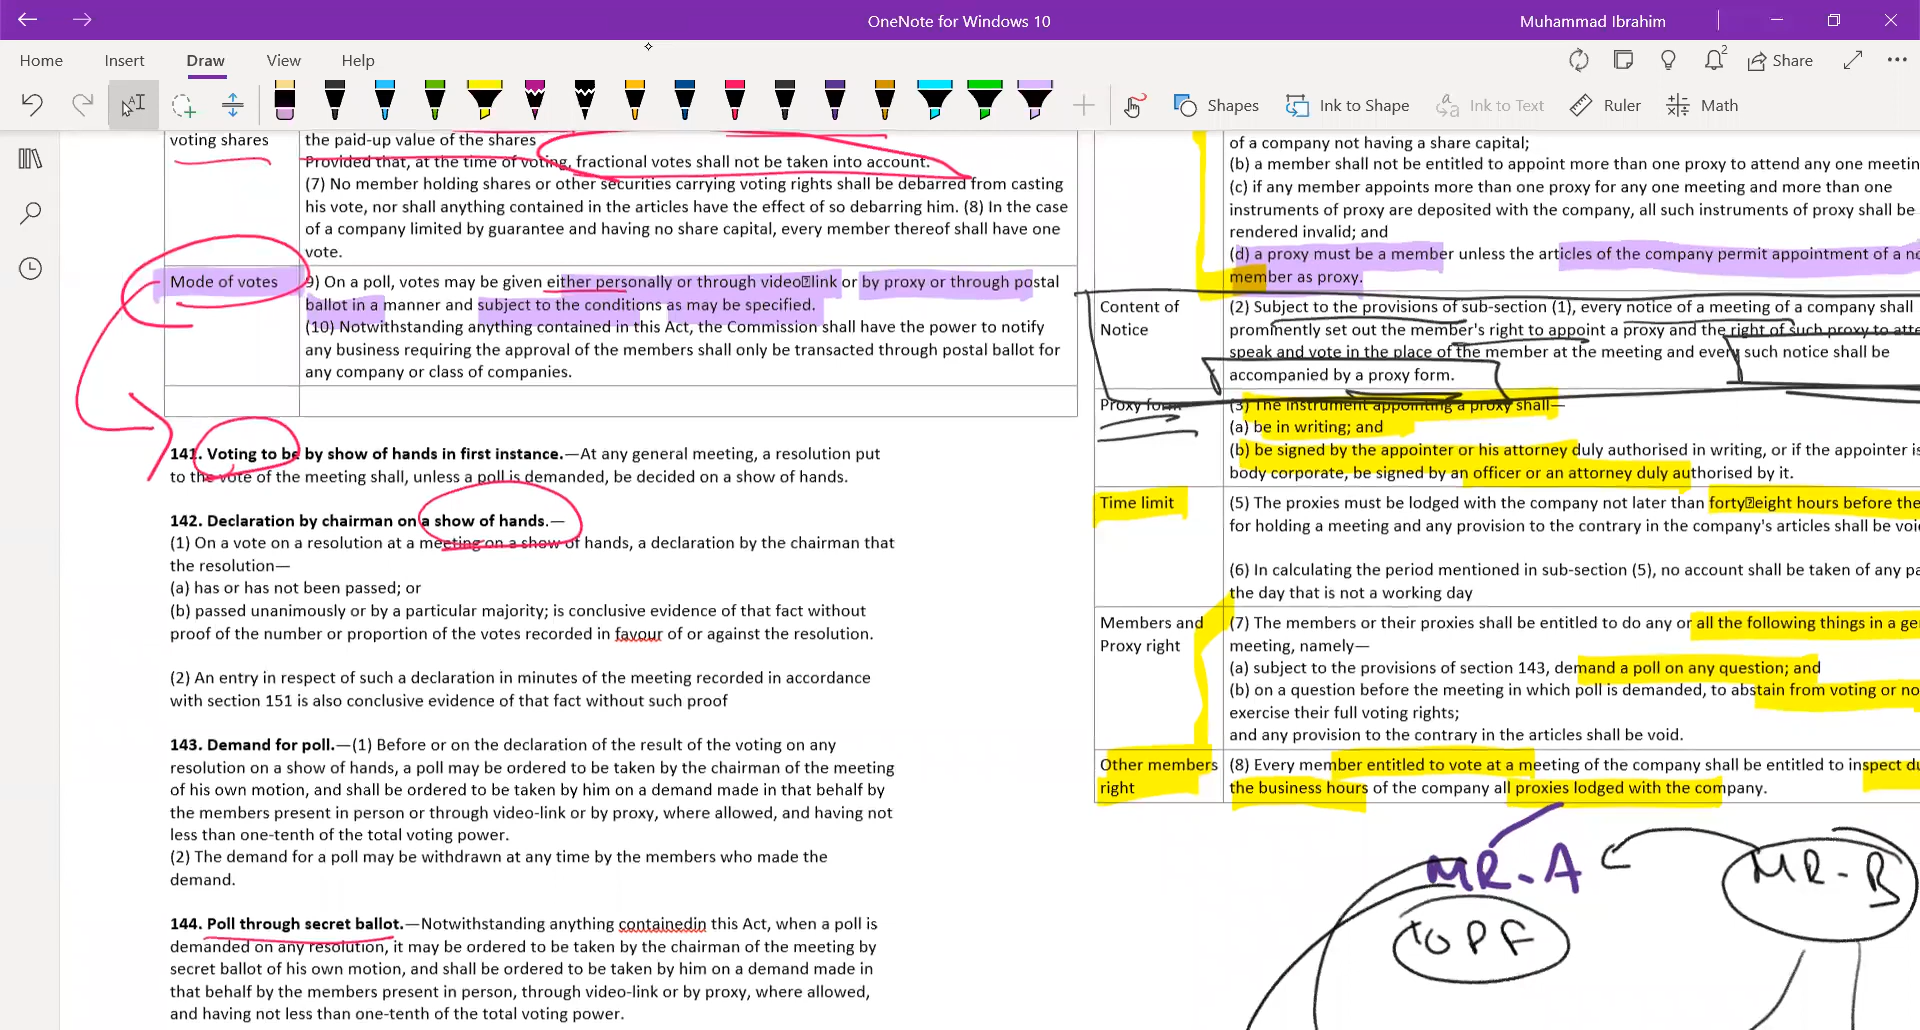 OneNote for Windows 10
Muhammad Ibrahim
Home
Insert
Draw
View
Help
2
Share
Shapes
Ink to Shape
Ink to Text
Ruler
Math
voting shares
the paid-up value of the shares
Provided that, at the time of voting, fractional votes shall not be taken into account.
(7) No member holding shares or other securities carrying voting rights shall be debarred from casting
his vote, nor shall anything contained in the articles have the effect of so debarring him. (8) In the case
of a company limited by guarantee and having no share capital, every member thereof shall have one
vote.
Mode of votes
9) On a poll, votes may be given either personally or through video link or by proxy or through postal
ballot in a manner and subject to the conditions as may be specified.
(10) Notwithstanding anything contained in this Act, the Commission shall have the power to notify
any business requiring the approval of the members shall only be transacted through postal ballot for
any company or class of companies.
141. Voting to be by show of hands in first instance.—At any general meeting, a resolution put
to the vote of the meeting shall, unless a poll is demanded, be decided on a show of hands.
142. Declaration by chairman on a show of hands.—
(1) On a vote on a resolution at a meeting on a show of hands, a declaration by the chairman that
the resolution—
(a) has or has not been passed; or
(b) passed unanimously or by a particular majority; is conclusive evidence of that fact without
proof of the number or proportion of the votes recorded in favour of or against the resolution.
(2) An entry in respect of such a declaration in minutes of the meeting recorded in accordance
with section 151 is also conclusive evidence of that fact without such proof
143. Demand for poll.—(1) Before or on the declaration of the result of the voting on any
resolution on a show of hands, a poll may be ordered to be taken by the chairman of the meeting
of his own motion, and shall be ordered to be taken by him on a demand made in that behalf by
the members present in person or through video-link or by proxy, where allowed, and having not
less than one-tenth of the total voting power.
(2) The demand for a poll may be withdrawn at any time by the members who made the
demand.
144. Poll through secret ballot.—Notwithstanding anything containedin this Act, when a poll is
demanded on any resolution, it may be ordered to be taken by the chairman of the meeting by
secret ballot of his own motion, and shall be ordered to be taken by him on a demand made in
that behalf by the members present in person, through video-link or by proxy, where allowed,
and having not less than one-tenth of the total voting power.
of a company not having a share capital;
(b) a member shall not be entitled to appoint more than one proxy to attend any one
(c) if any member appoints more than one proxy for any one meeting and more than one
instruments of proxy are deposited with the company, all such instruments of proxy shall be
rendered invalid; and
(d) a proxy must be a member unless the articles of the company permit appointment of a
member as proxy.
Content of
Notice
(2) Subject to the provisions of sub-section (1), every notice of a meeting of a company shall
prominently set out the member's right to appoint a proxy and the right of such proxy to
speak and vote in the place of the member at the meeting and every such notice shall be
accompanied by a proxy form.
Proxy form
(3) The instrument appointing a proxy shall—
(a) be in writing; and
(b) be signed by the appointer or his attorney duly authorised in writing, or if the appointer is
body corporate, be signed by an officer or an attorney duly authorised by it.
Time limit
(5) The proxies must be lodged with the company not later than forty eight hours before the
for holding a meeting and any provision to the contrary in the company's articles shall be
(6) In calculating the period mentioned in sub-section (5), no account shall be taken of any
the day that is not a working day
Members and
Proxy right
(7) The members or their proxies shall be entitled to do any or all the following things in a
meeting, namely—
(a) subject to the provisions of section 143, demand a poll on any question; and
(b) on a question before the meeting in which poll is demanded, to abstain from voting or
exercise their full voting rights;
and any provision to the contrary in the articles shall be void.
Other members
right
(8) Every member entitled to vote at a meeting of the company shall be entitled to inspect
the business hours of the company all proxies lodged with the company.
MR-A
MR-B